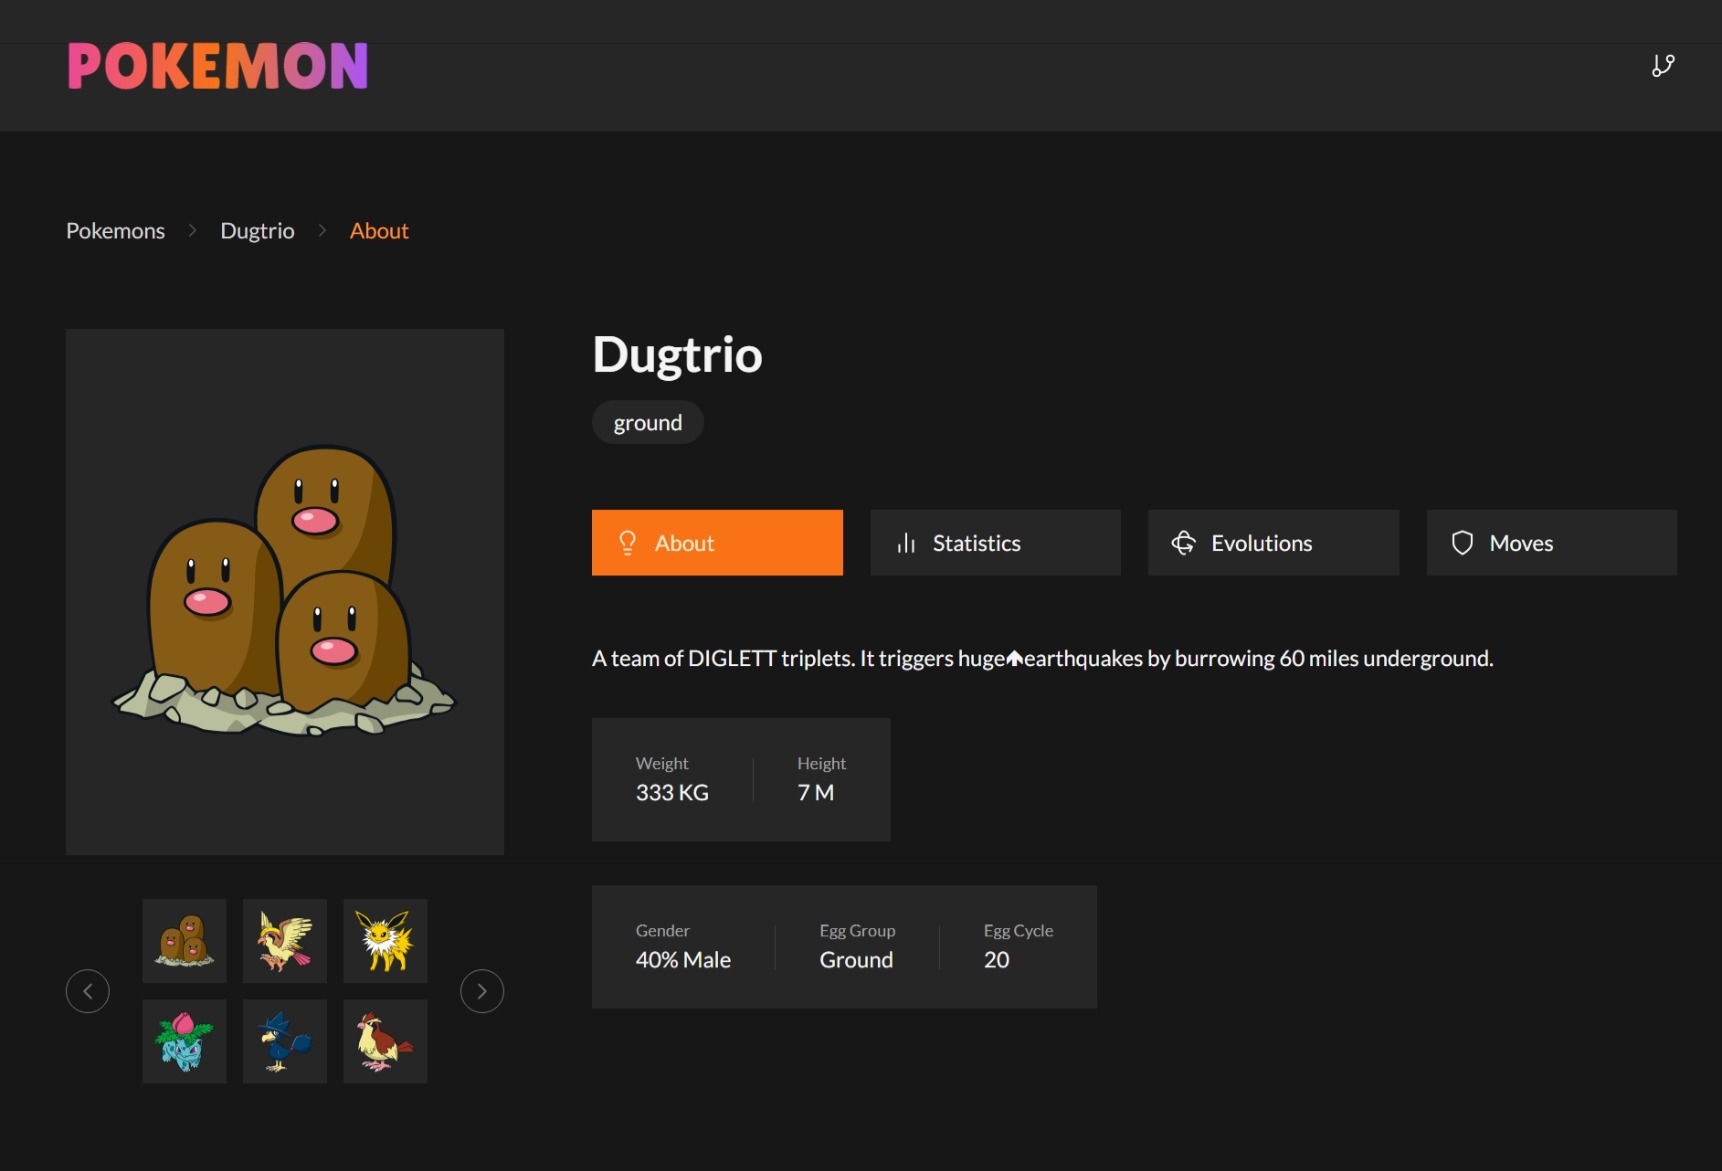 POKEMON
Pokemons > Dugtrio > About
Dugtrio
ground
About
Statistics
Evolutions
Moves
A team of DIGLETT triplets. It triggers huge🡅earthquakes by burrowing 60 miles underground.
Weight
333 KG
Height
7 M
Gender
40% Male
Egg Group
Ground
Egg Cycle
20